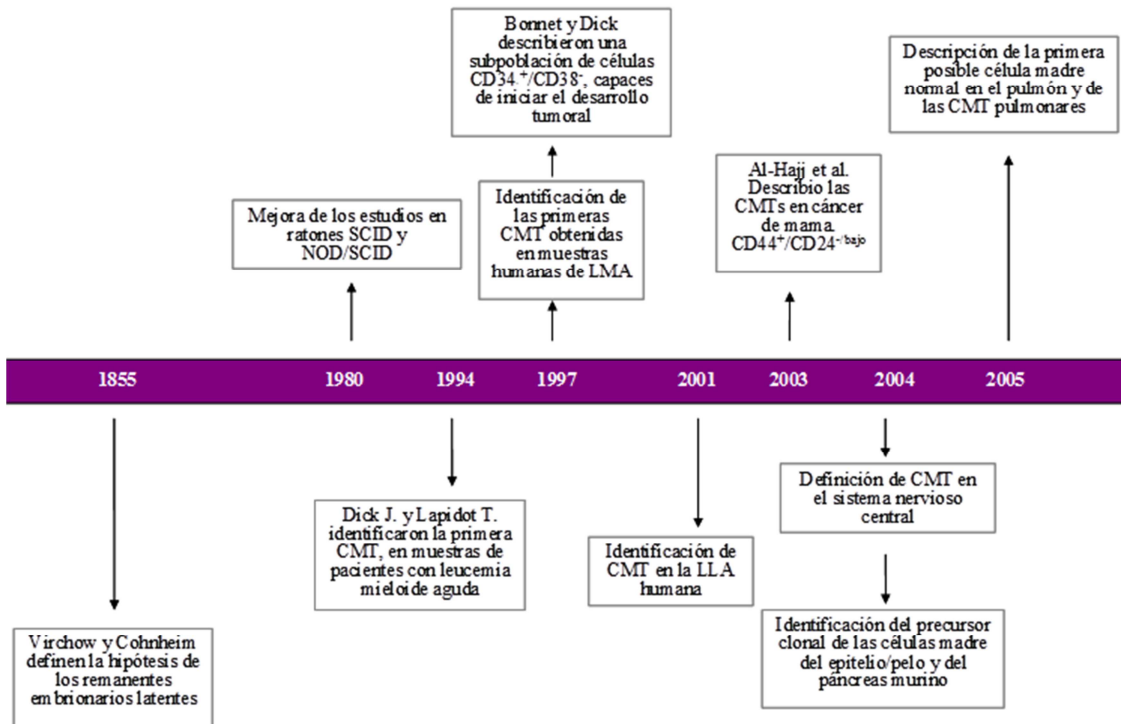 Bonnet y Dick
describieron una
subpoblación de células
CD34.⁺/CD38⁻, capaces
de iniciar el desarrollo
tumoral
Descripción de la primera
posible célula madre
normal en el pulmón y de
las CMT pulmonares
Mejora de los estudios en
ratones SCID y
NOD/SCID
Identificación de
las primeras
CMT obtenidas
en muestras
humanas de LMA
Al-Hajj et al.
Describio las
CMTs en cáncer
de mama.
CD44⁺/CD24⁻/bajo
1855 1980 1994 1997 2001 2003 2004 2005
Virchow y Cohnheim
definen la hipótesis de
los remanentes
embrionarios latentes
Dick J. y Lapidot T.
identificaron la primera
CMT, en muestras de
pacientes con leucemia
mieloide aguda
Identificación de
CMT en la LLA
humana
Definición de CMT en
el sistema nervioso
central
Identificación del precursor
clonal de las células madre
del epitelio/pelo y del
páncreas murino